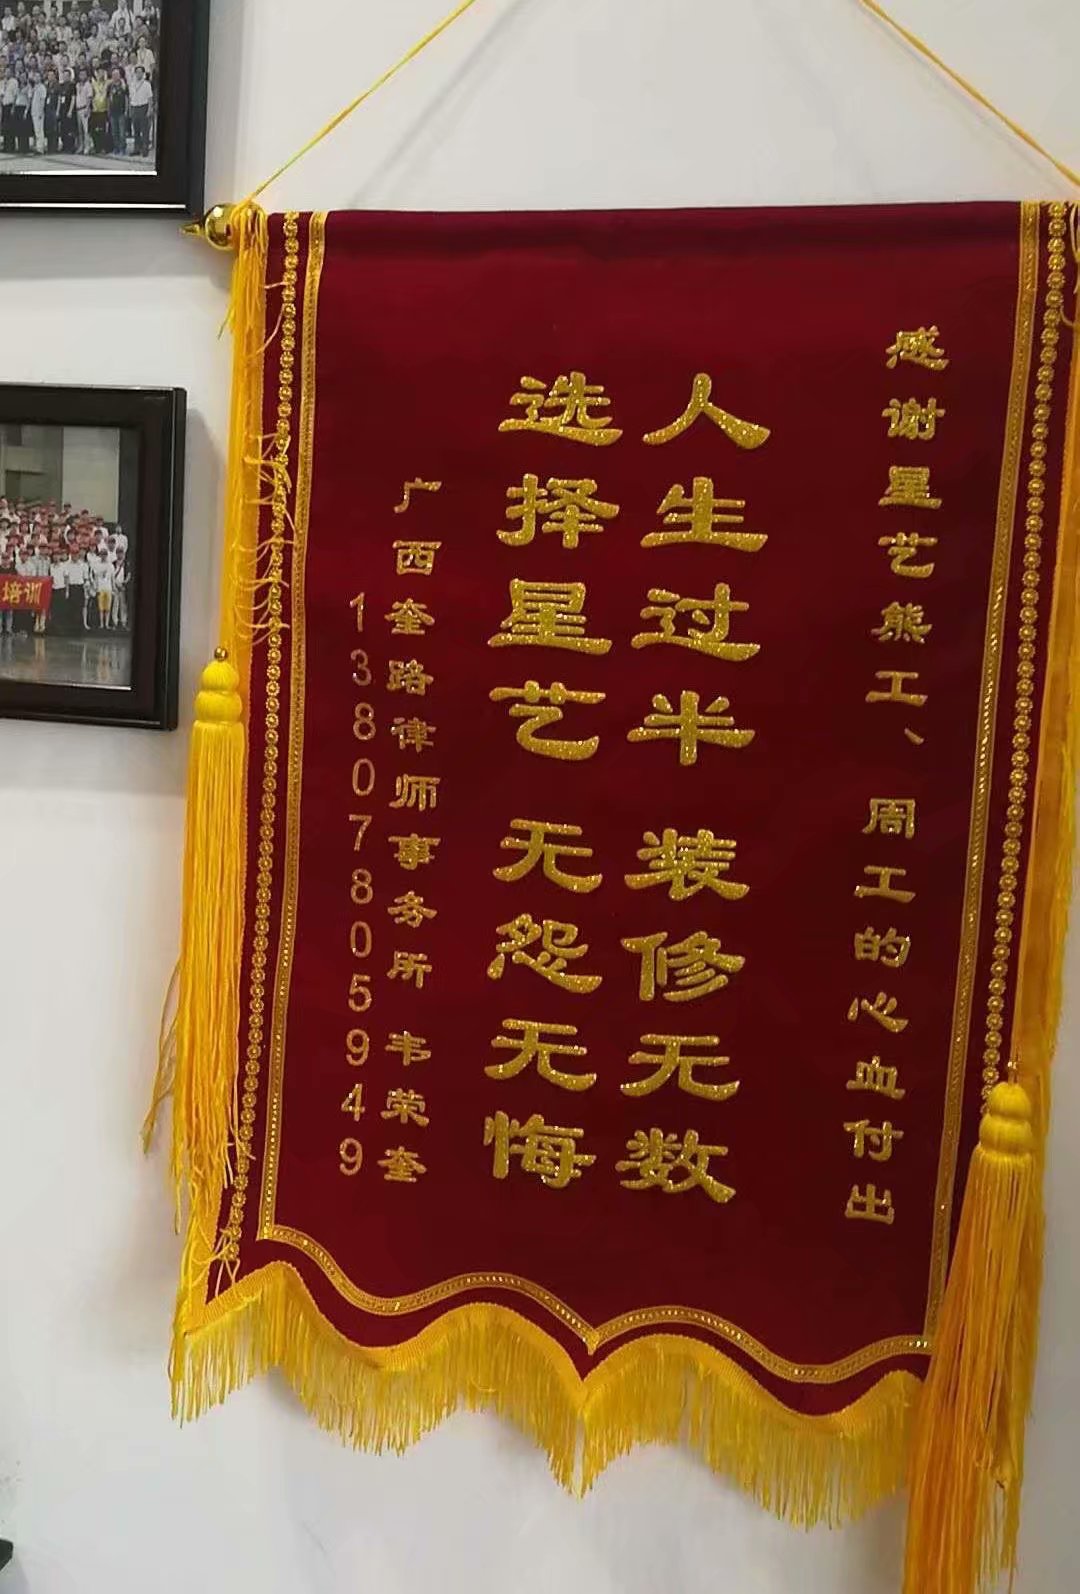 感谢星艺熊工、周工的心血付出
人生过半 装修无数
选择星艺 无怨无悔
广西奎路律师事务所 韦荣奎
13807805949
培训